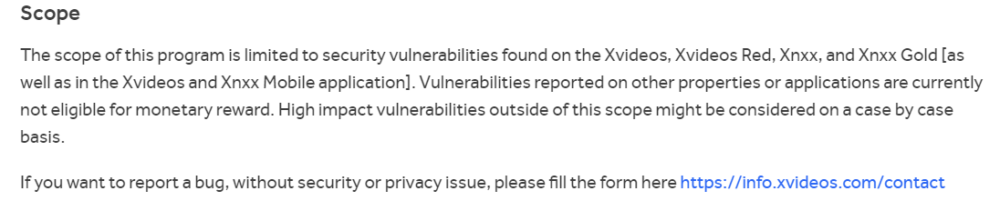 Scope
The scope of this program is limited to security vulnerabilities found on the Xvideos, Xvideos Red, Xnxx, and Xnxx Gold [as
well as in the Xvideos and Xnxx Mobile application]. Vulnerabilities reported on other properties or applications are currently
not eligible for monetary reward. High impact vulnerabilities outside of this scope might be considered on a case by case
basis.
If you want to report a bug, without security or privacy issue, please fill the form here https://info.xvideos.com/contact